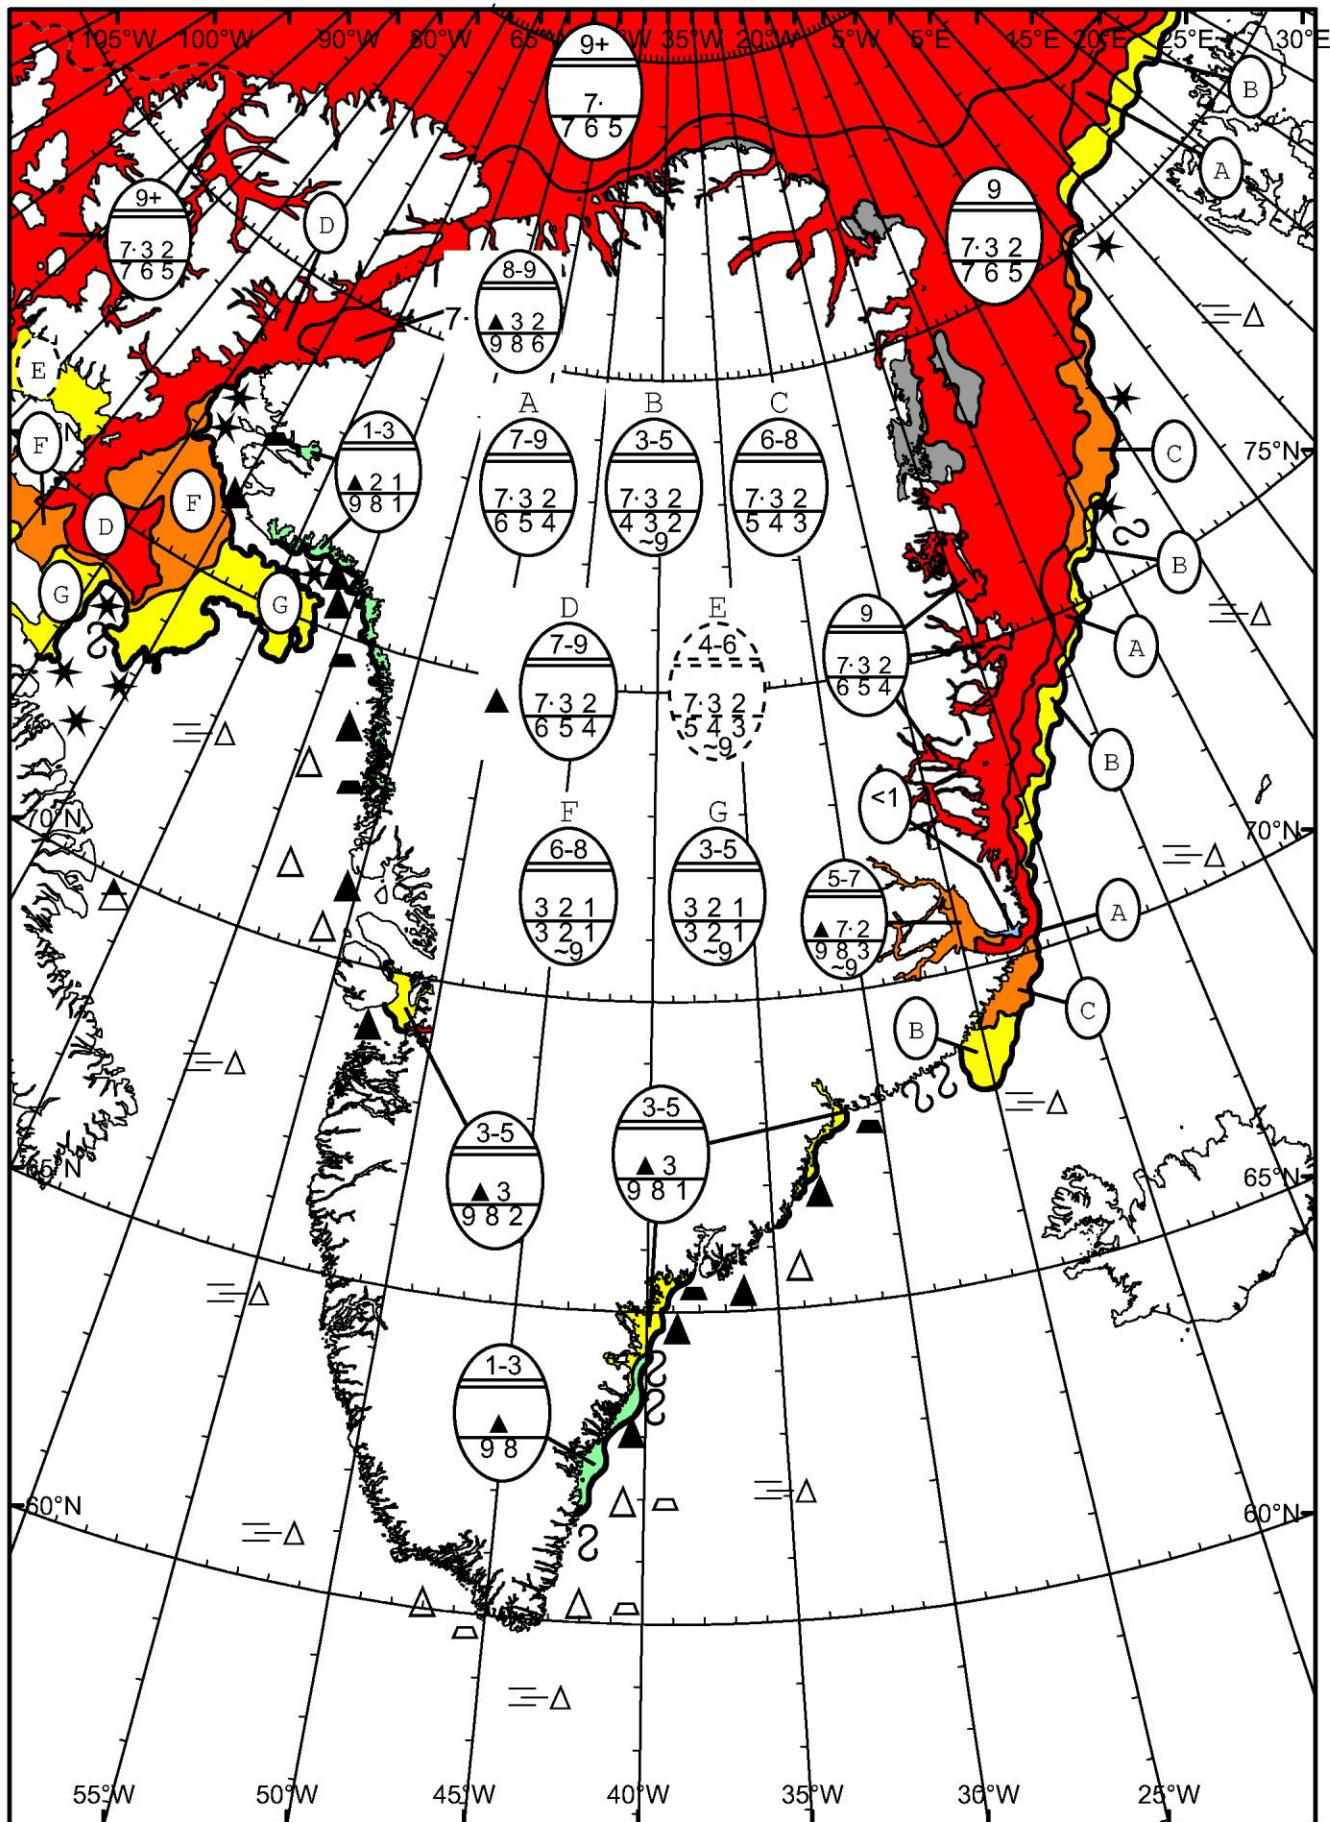 105°W 100°W 90°W 80°W 35°W 20°W 5°W 5°E 15°E 20°E 25°E 30°E
9+
7·
7 6 5
B
A
9+
7·3 2
7 6 5
D
9
7·3 2
7 6 5
8-9
7·
▲ 3 2
9 8 6
E
F
1-3
▲ 2 1
9 8 1
A
7-9
7·3 2
6 5 4
B
3-5
7·3 2
4 3 2
~9
C
6-8
7·3 2
5 4 3
C
75°N
F
D
B
G
G
D
7-9
▲
7·3 2
6 5 4
E
4-6
7·3 2
5 4 3
~9
9
7·3 2
6 5 4
A
B
<1
70°N
70°N
F
6-8
3 2 1
3 2 1
~9
G
3-5
3 2 1
3 2 1
~9
5-7
▲ 7·2
9 8 3
~9
A
C
B
3-5
▲ 3
9 8 2
3-5
▲ 3
9 8 1
65°N
65°N
1-3
▲
9 8
60°N
60°N
55°W 50°W 45°W 40°W 35°W 30°W 25°W